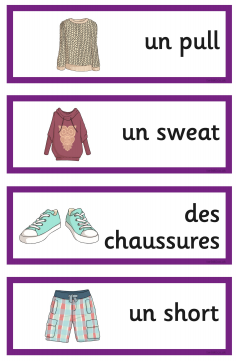 un pull
un sweat
des
chaussures
un short